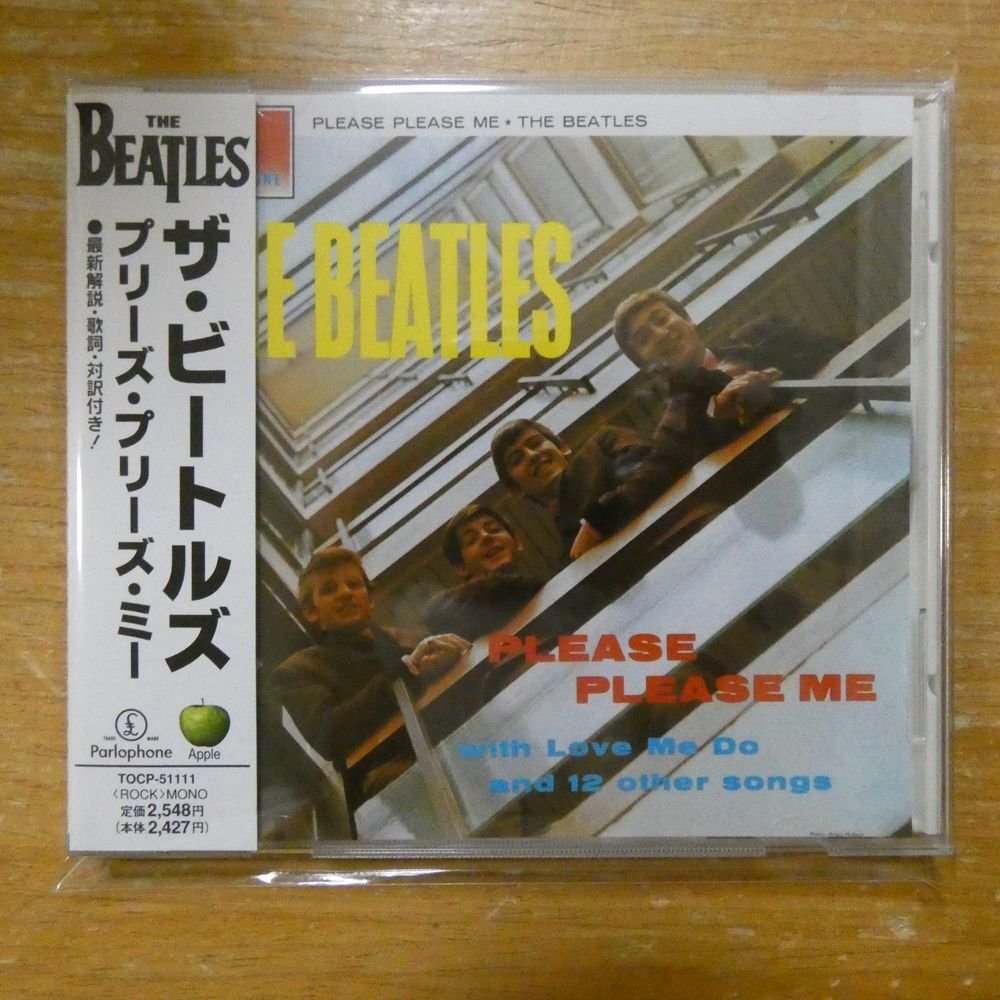 THE
BEATLES
ザ・ビートルズ
プリーズ・プリーズ・ミー
●最新解説・歌詞・対訳付き!
£
TRADE MARK
Parlophone
Apple
TOCP-51111
〈ROCK〉MONO
定価2,548円
(本体2,427円)
PLEASE PLEASE ME★THE BEATLES
E BEATLES
PLEASE
PLEASE ME
with Love Me Do
and 12 other songs